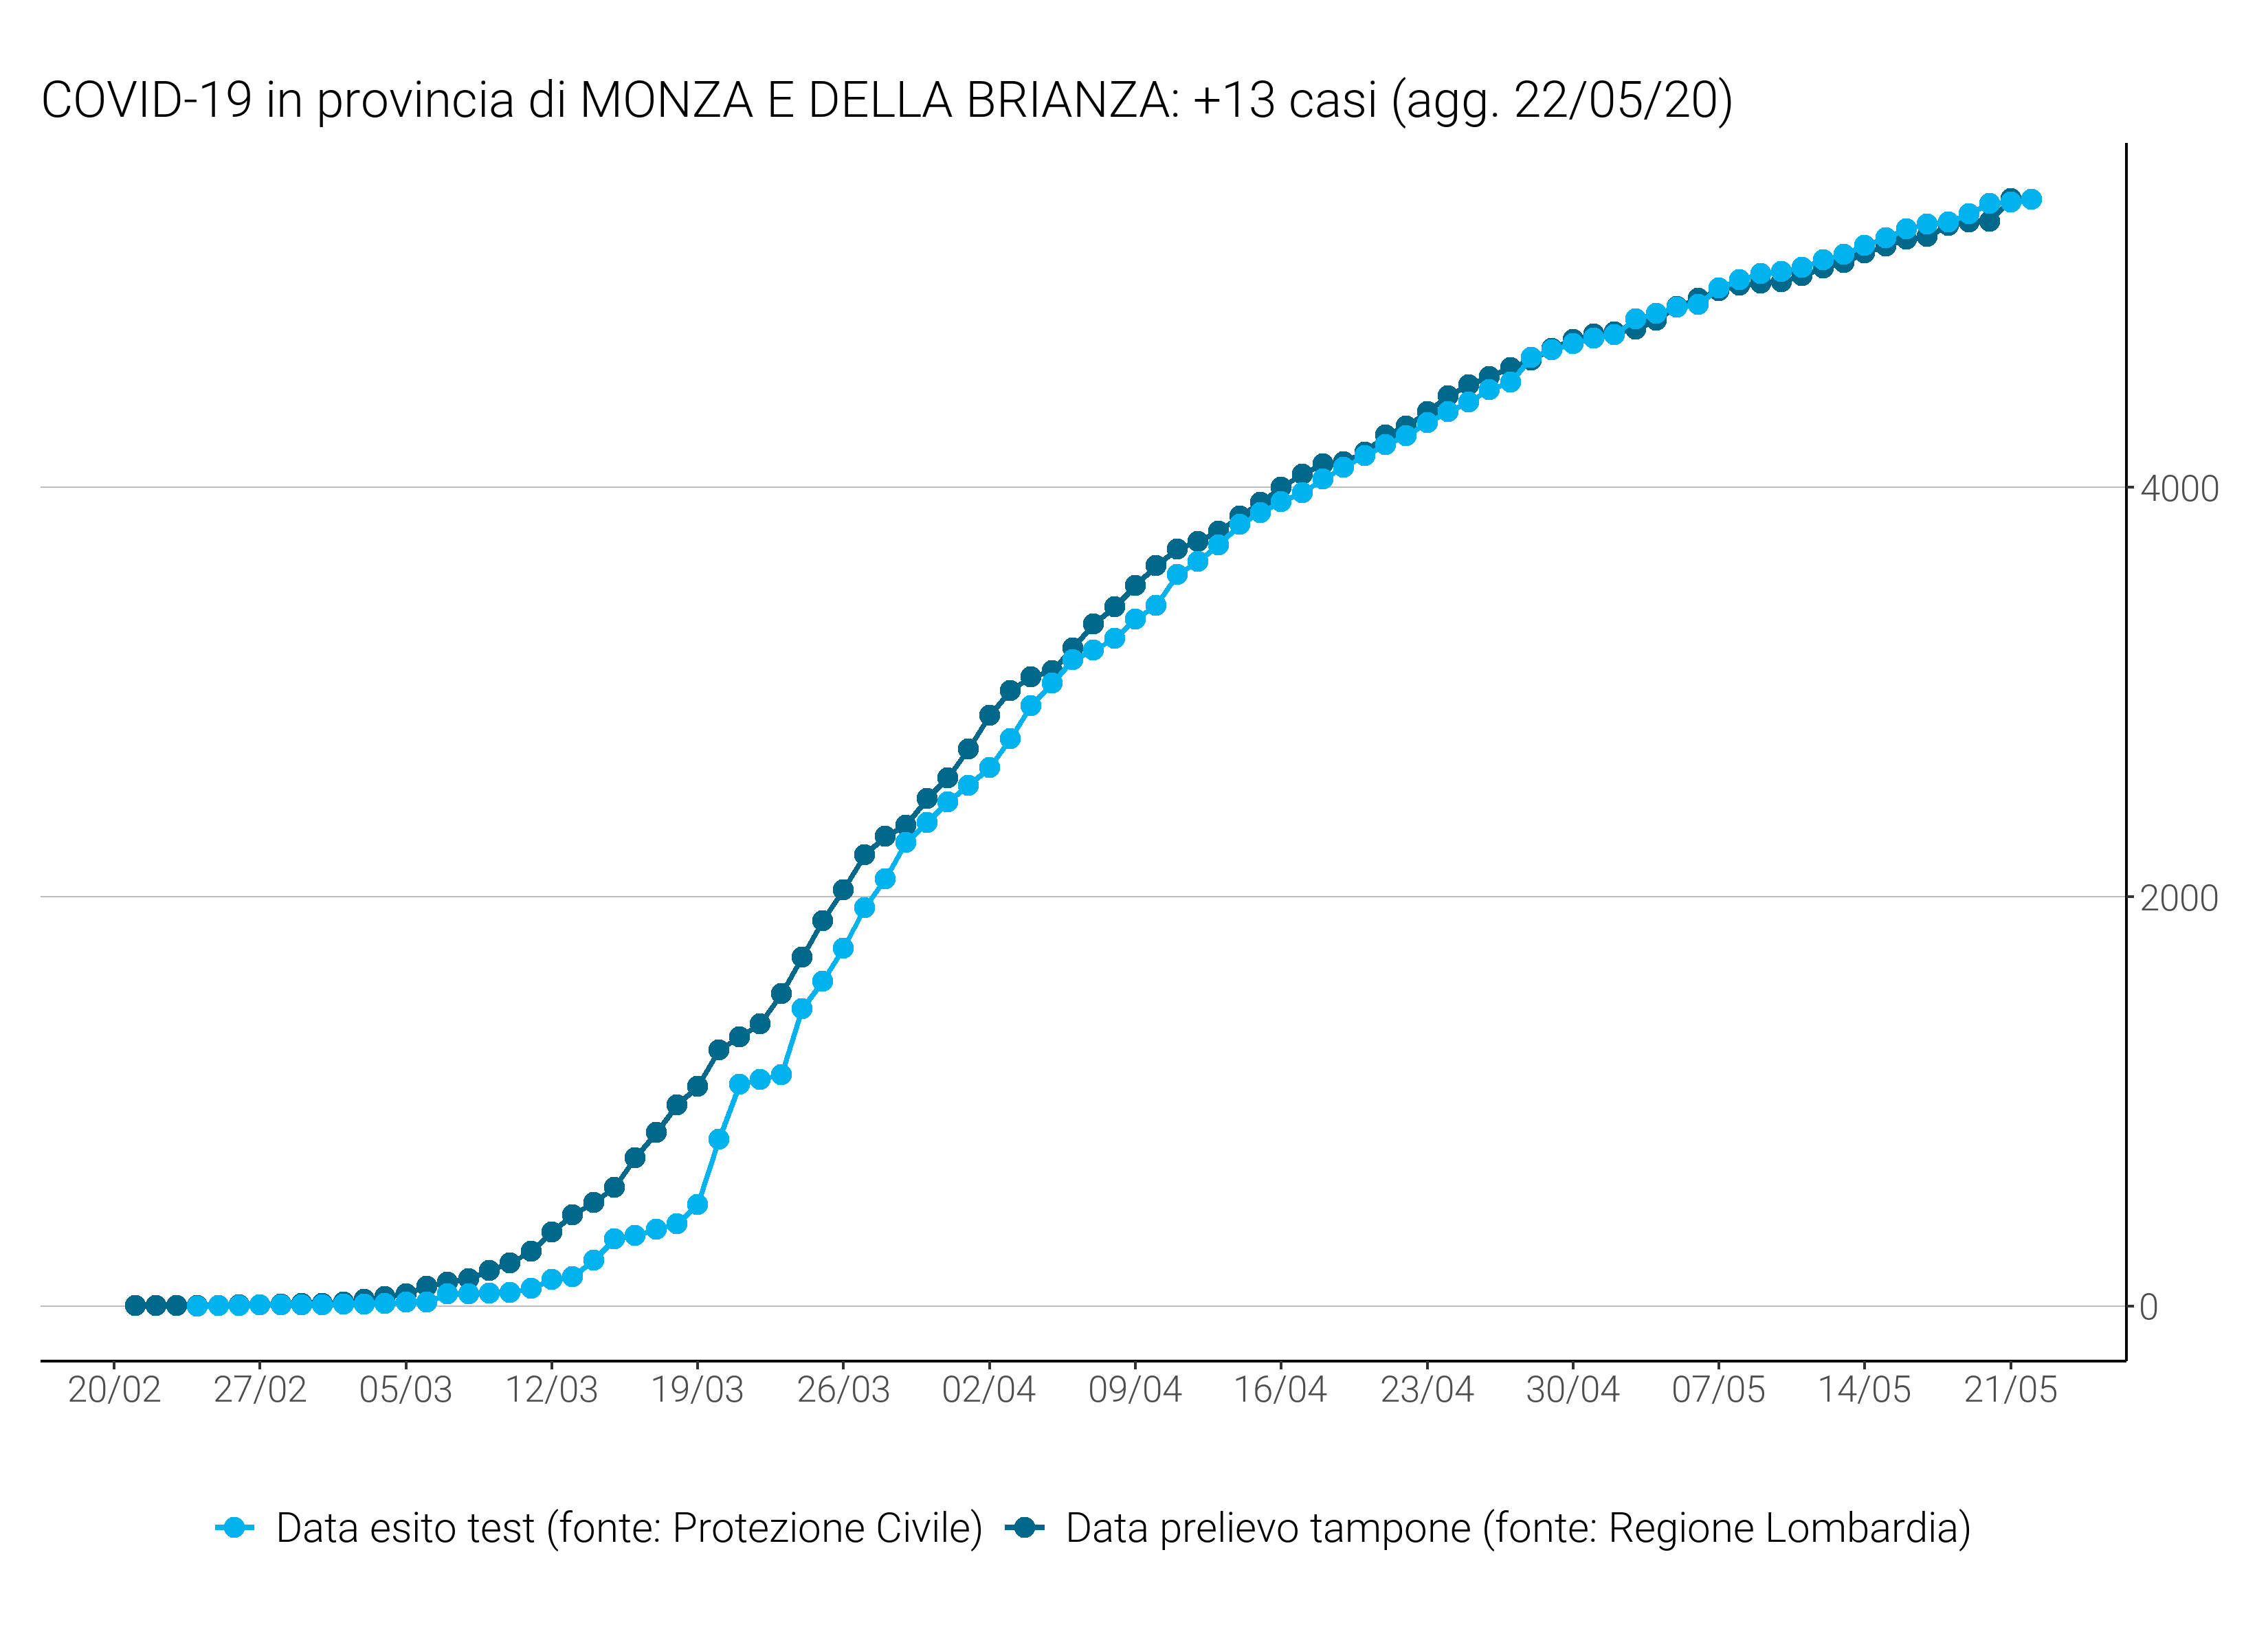 COVID-19 in provincia di MONZA E DELLA BRIANZA: +13 casi (agg. 22/05/20)
4000
2000
0
20/02 27/02 05/03 12/03 19/03 26/03 02/04 09/04 16/04 23/04 30/04 07/05 14/05 21/05
Data esito test (fonte: Protezione Civile) Data prelievo tampone (fonte: Regione Lombardia)